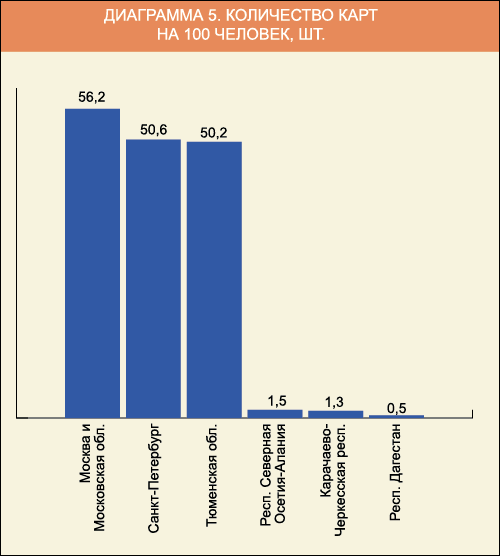 ДИАГРАММА 5. КОЛИЧЕСТВО КАРТ
НА 100 ЧЕЛОВЕК, ШТ.
56,2
50,6
50,2
1,5
1,3
0,5
Москва и
Московская обл.
Санкт-Петербург
Тюменская обл.
Респ. Северная
Осетия-Алания
Карачаево-
Черкесская респ.
Респ. Дагестан